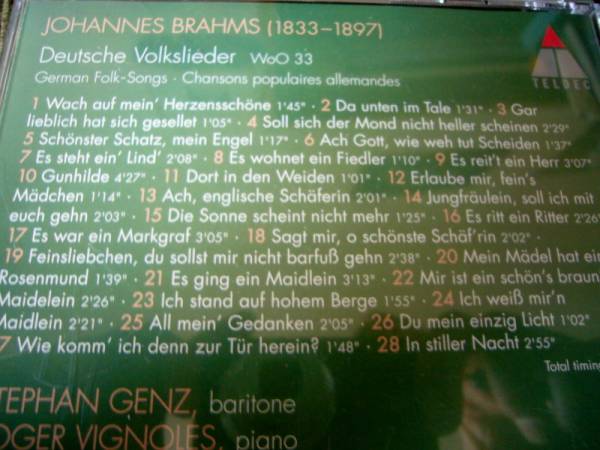 JOHANNES BRAHMS (1833–1897)
Deutsche Volkslieder WoO 33
German Folk-Songs · Chansons populaires allemandes
TELDEC
1 Wach auf mein' Herzensschöne 1'45" · 2 Da unten im Tale 1'31" · 3 Gar
lieblich hat sich gesellet 1'05" · 4 Soll sich der Mond nicht heller scheinen 2'29"
5 Schönster Schatz, mein Engel 1'17" · 6 Ach Gott, wie weh tut Scheiden 1'37"
7 Es steht ein' Lind' 2'08" · 8 Es wohnet ein Fiedler 1'10" · 9 Es reit't ein Herr 3'07"
10 Gunhilde 4'27" · 11 Dort in den Weiden 1'01" · 12 Erlaube mir, fein's
Mädchen 1'14" · 13 Ach, englische Schäferin 2'01" · 14 Jungfräulein, soll ich mit
euch gehn 2'03" · 15 Die Sonne scheint nicht mehr 1'25" · 16 Es ritt ein Ritter 2'26"
17 Es war ein Markgraf 3'05" · 18 Sagt mir, o schönste Schäf'rin 2'02" ·
19 Feinsliebchen, du sollst mir nicht barfuß gehn 2'38" · 20 Mein Mädel hat ein
Rosenmund 1'39" · 21 Es ging ein Maidlein 3'13" · 22 Mir ist ein schön's braun
Maidelein 2'26" · 23 Ich stand auf hohem Berge 1'55" · 24 Ich weiß mir'n
Maidlein 2'21" · 25 All mein' Gedanken 2'05" · 26 Du mein einzig Licht 1'02"
7 Wie komm' ich denn zur Tür herein? 1'48" · 28 In stiller Nacht 2'55"
Total timing
TEPHAN GENZ, baritone
OGER VIGNOLES, piano